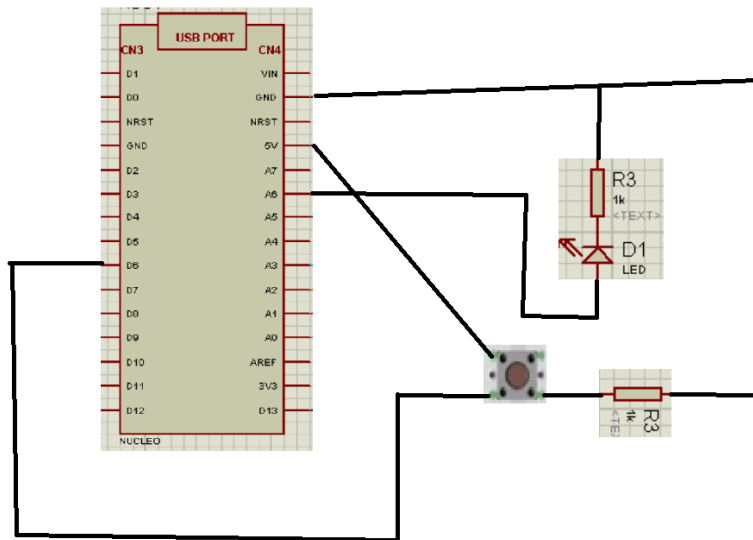 USB PORT
CN3 CN4
D1 VIN
D0 GND
NRST NRST
GND 5V
D2 A7
D3 A6
D4 A5
D5 A4
D6 A3
D7 A2
D8 A1
D9 A0
D10 AREF
D11 3V3
D12 D13
NUCLEO
R3
1k
<TEXT>
D1
LED
R3
1k
<TE